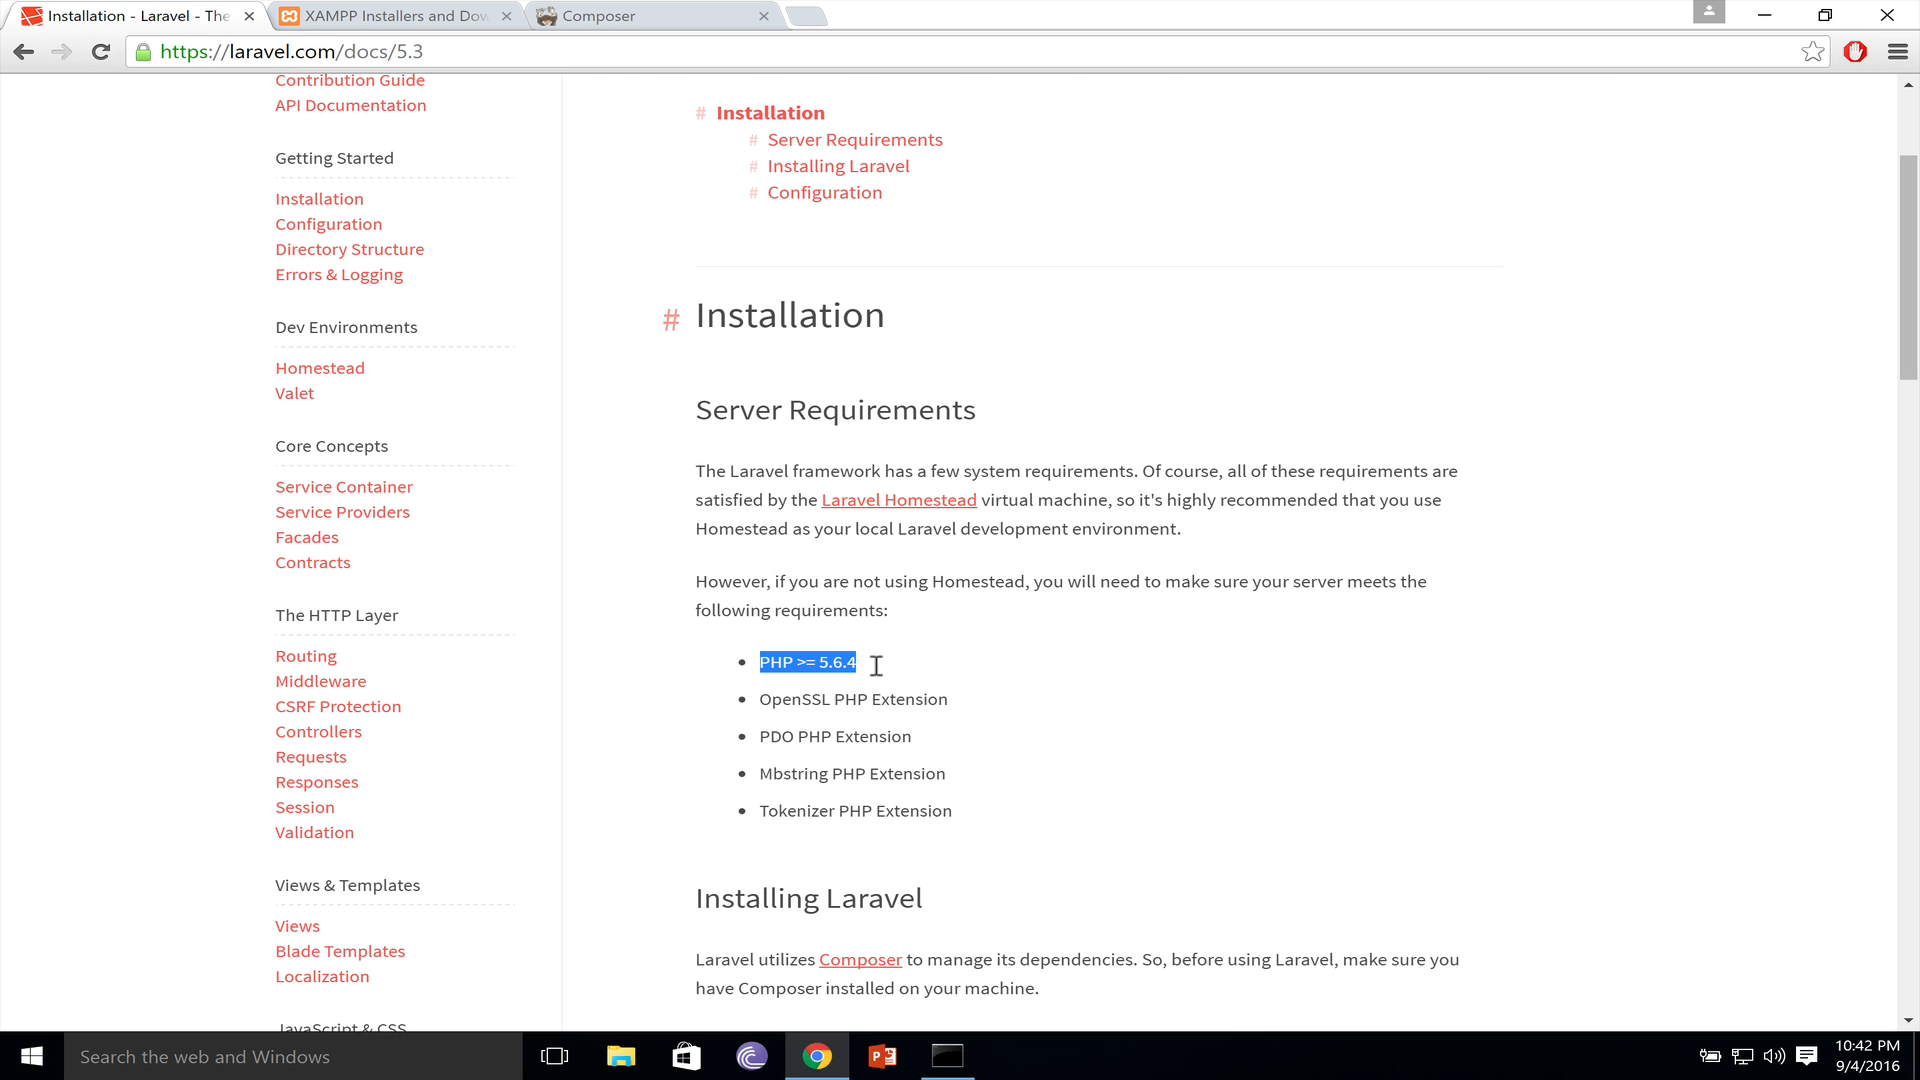 Installation - Laravel - The
XAMPP Installers and Dow
Composer
https://laravel.com/docs/5.3
Contribution Guide
API Documentation
Getting Started
Installation
Configuration
Directory Structure
Errors & Logging
Dev Environments
Homestead
Valet
Core Concepts
Service Container
Service Providers
Facades
Contracts
The HTTP Layer
Routing
Middleware
CSRF Protection
Controllers
Requests
Responses
Session
Validation
Views & Templates
Views
Blade Templates
Localization
JavaScript & CSS
# Installation
# Server Requirements
# Installing Laravel
# Configuration
# Installation
Server Requirements
The Laravel framework has a few system requirements. Of course, all of these requirements are
satisfied by the Laravel Homestead virtual machine, so it's highly recommended that you use
Homestead as your local Laravel development environment.
However, if you are not using Homestead, you will need to make sure your server meets the
following requirements:
• PHP >= 5.6.4
• OpenSSL PHP Extension
• PDO PHP Extension
• Mbstring PHP Extension
• Tokenizer PHP Extension
Installing Laravel
Laravel utilizes Composer to manage its dependencies. So, before using Laravel, make sure you
have Composer installed on your machine.
Search the web and Windows
10:42 PM
9/4/2016